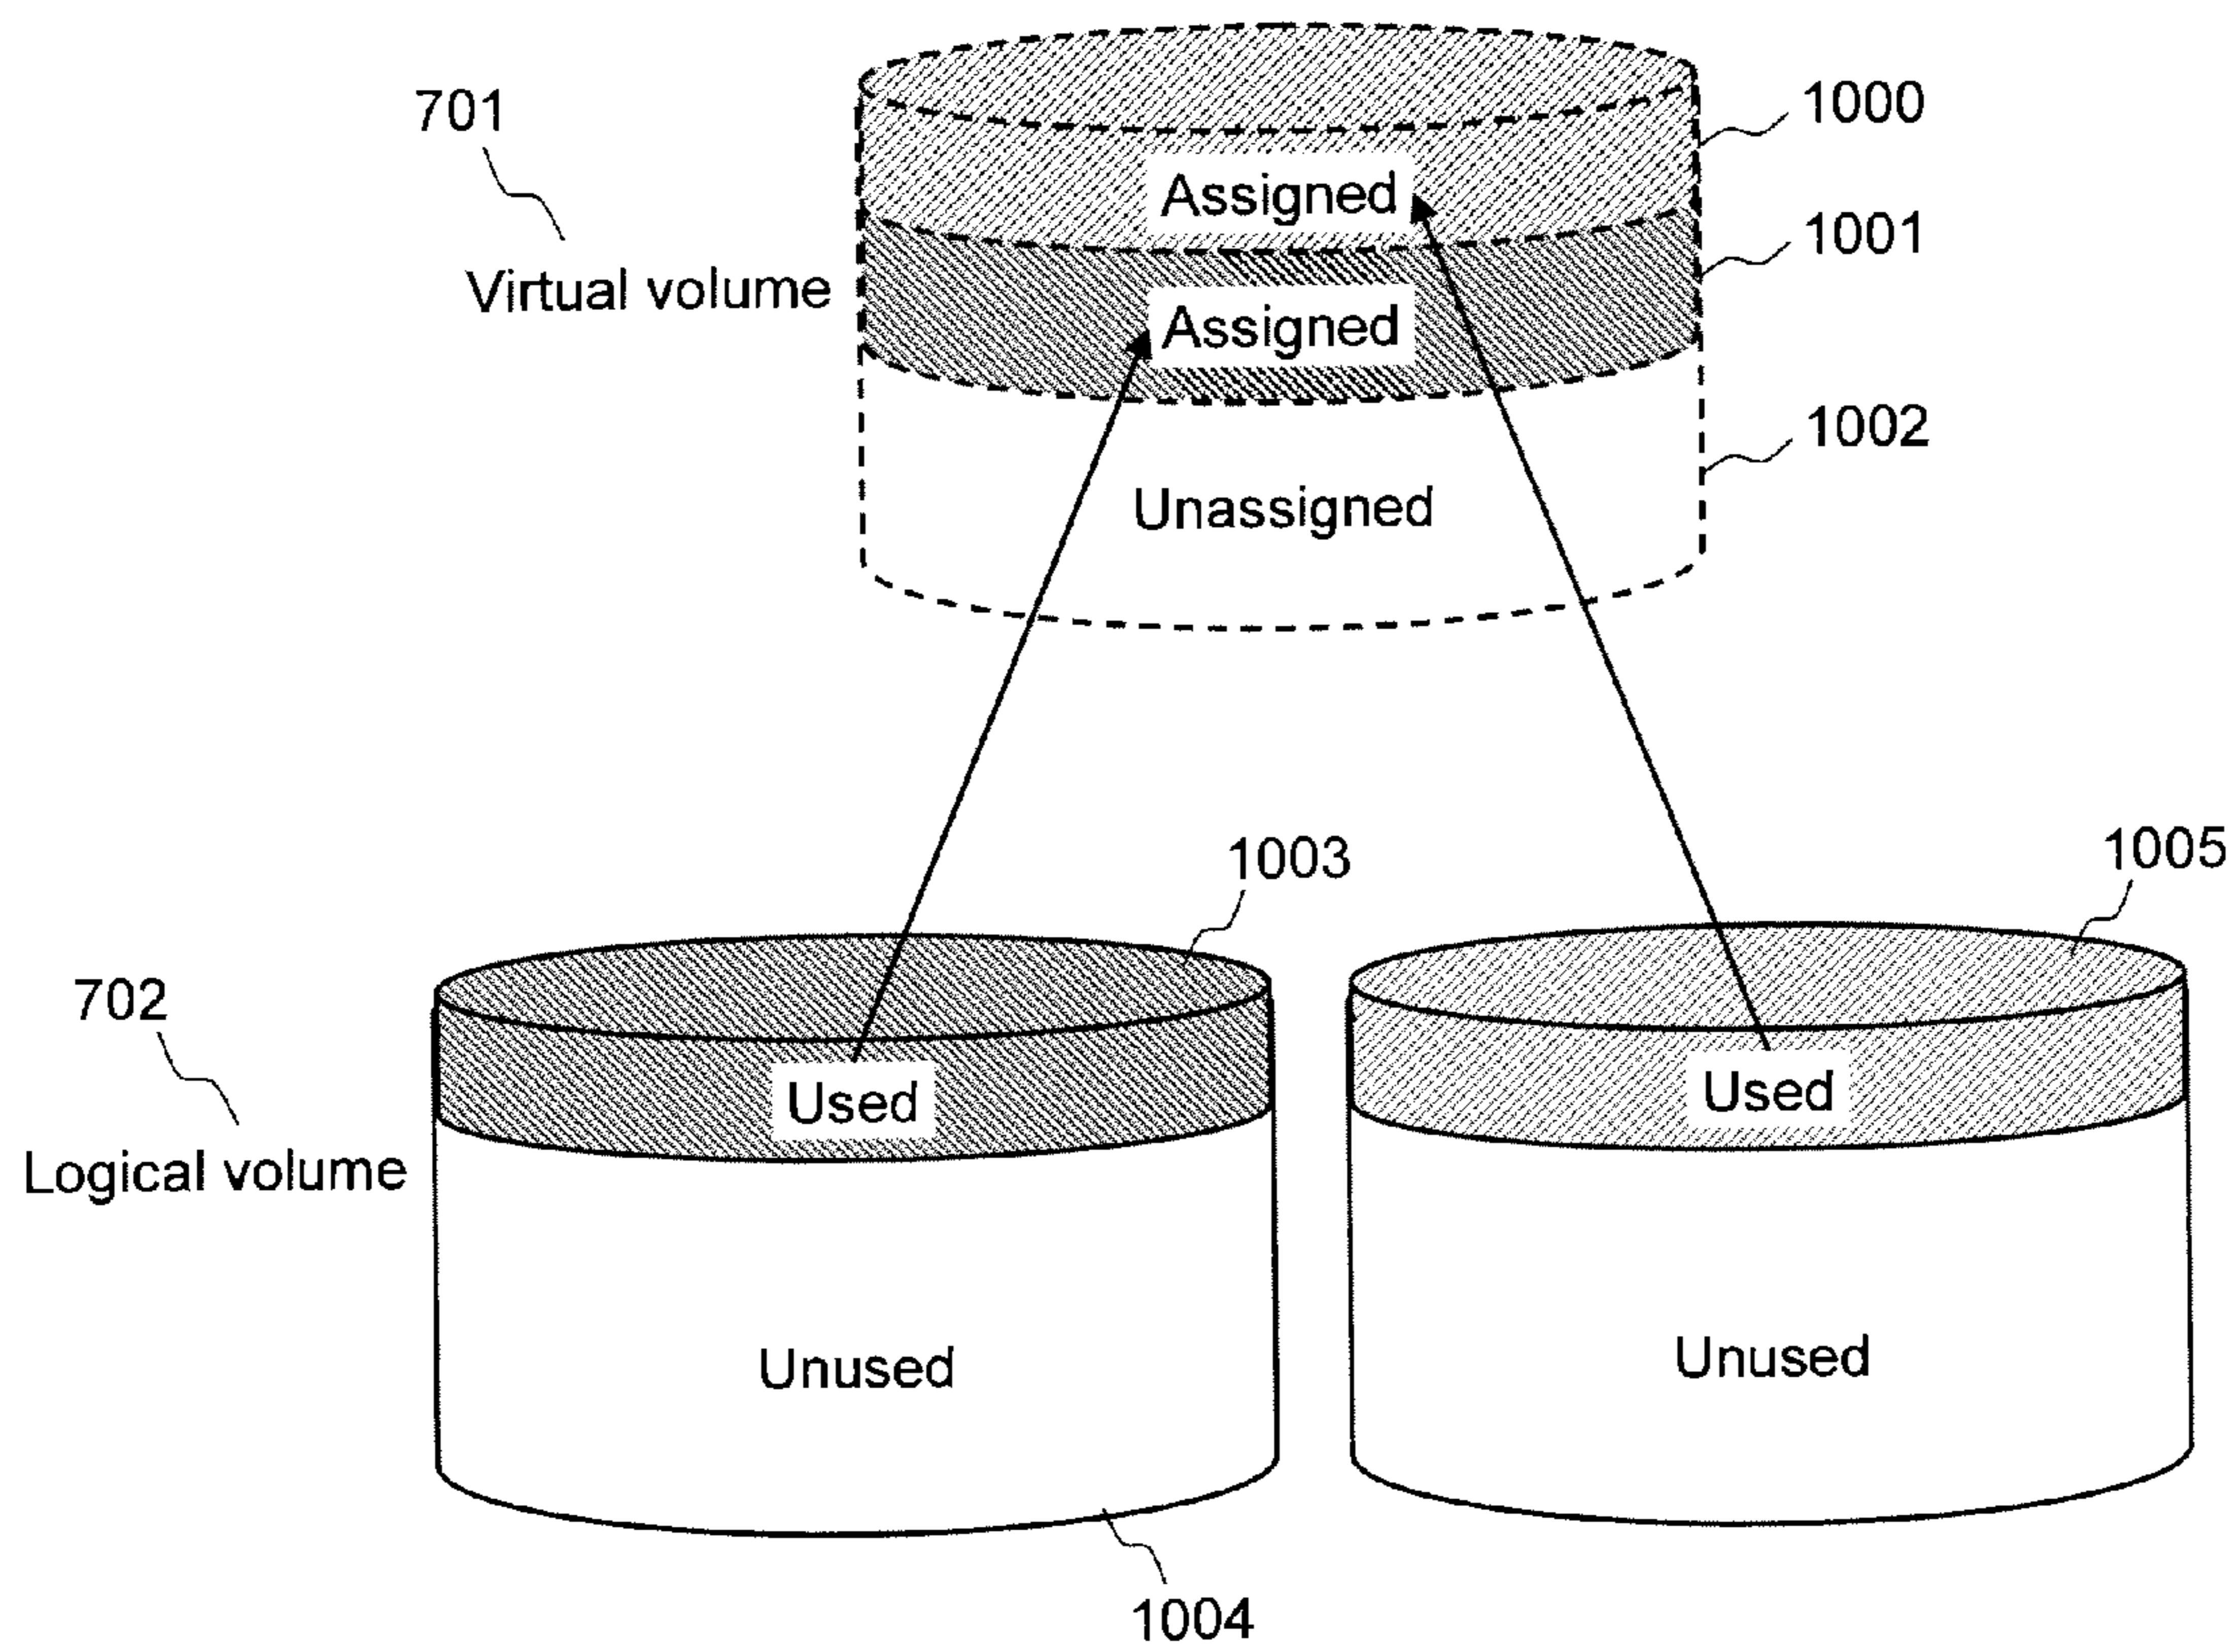 1000
701
Assigned
1001
Virtual volume
Assigned
1002
Unassigned
1003
1005
702
Used
Used
Logical volume
Unused
Unused
1004